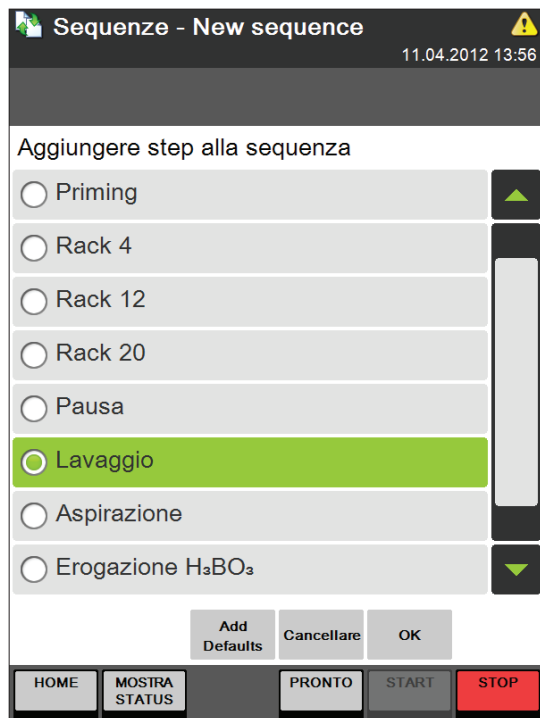 Sequenze - New sequence
11.04.2012 13:56
Aggiungere step alla sequenza
Priming
Rack 4
Rack 12
Rack 20
Pausa
Lavaggio
Aspirazione
Erogazione H₃BO₃
Add
Defaults
Cancellare
OK
HOME
MOSTRA
STATUS
PRONTO
START
STOP